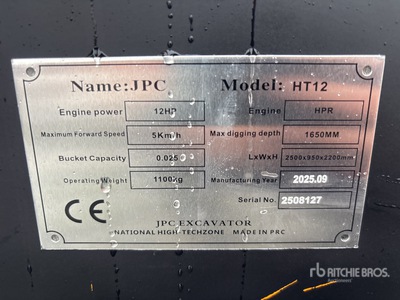 Name:JPC Model: HT12
Engine power 12HP Engine HPR
Maximum Forward Speed 5Km/h Max digging depth 1650MM
Bucket Capacity 0.025 LxWxH 2500x950x2200mm
Operating Weight 1100kg Manufacturing Year 2025.09
Serial No. 2508127
CE
JPC EXCAVATOR
NATIONAL HIGH-TECHZONE MADE IN PRC
rb RITCHIE BROS.
Auctioneers